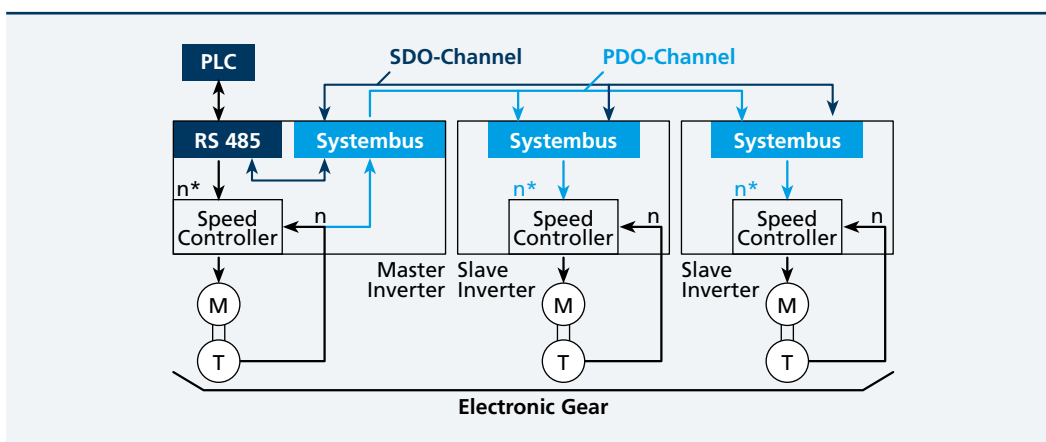 SDO-Channel
PDO-Channel
PLC
RS 485
Systembus
Systembus
Systembus
n*
n*
n*
n
n
n
Speed
Controller
Speed
Controller
Speed
Controller
Master
Inverter
Slave
Inverter
Slave
Inverter
M
M
M
T
T
T
Electronic Gear